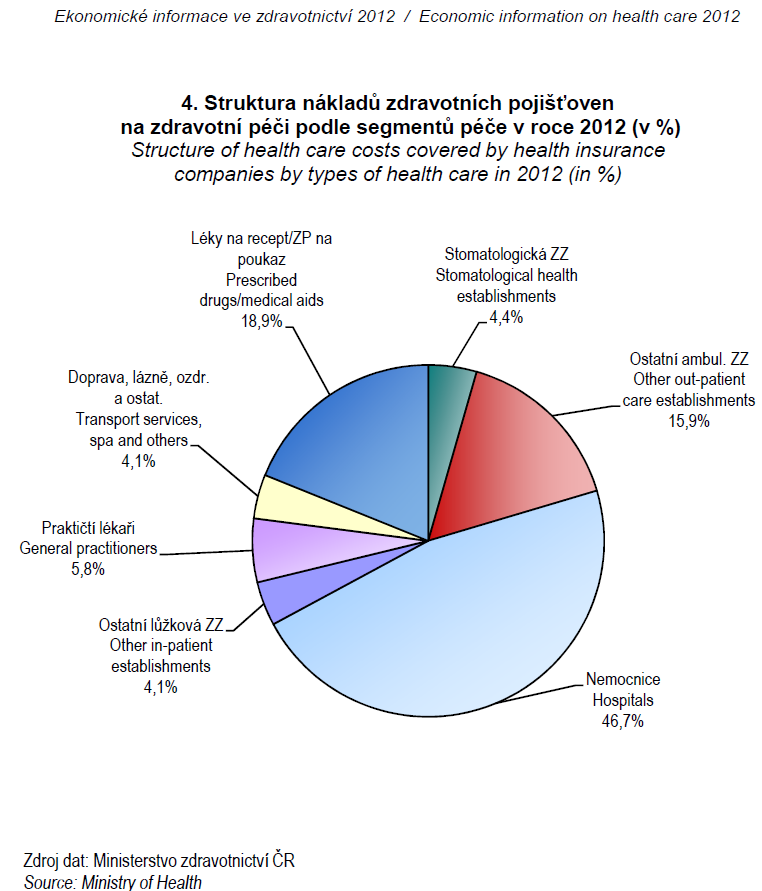 Ekonomické informace ve zdravotnictví 2012 / Economic information on health care 2012
4. Struktura nákladů zdravotních pojišťoven
na zdravotní péči podle segmentů péče v roce 2012 (v %)
Structure of health care costs covered by health insurance
companies by types of health care in 2012 (in %)
Léky na recept/ZP na
poukaz
Prescribed
drugs/medical aids
18,9%
Stomatologická ZZ
Stomatological health
establishments
4,4%
Ostatní ambul. ZZ
Other out-patient
care establishments
15,9%
Doprava, lázně, ozdr.
a ostat.
Transport services,
spa and others
4,1%
Praktičtí lékaři
General practitioners
5,8%
Ostatní lůžková ZZ
Other in-patient
establishments
4,1%
Nemocnice
Hospitals
46,7%
Zdroj dat: Ministerstvo zdravotnictví ČR
Source: Ministry of Health